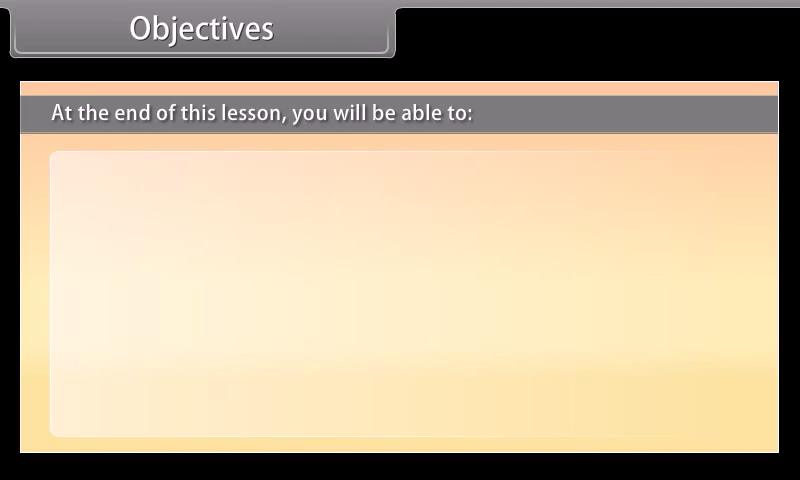 Objectives
At the end of this lesson, you will be able to: